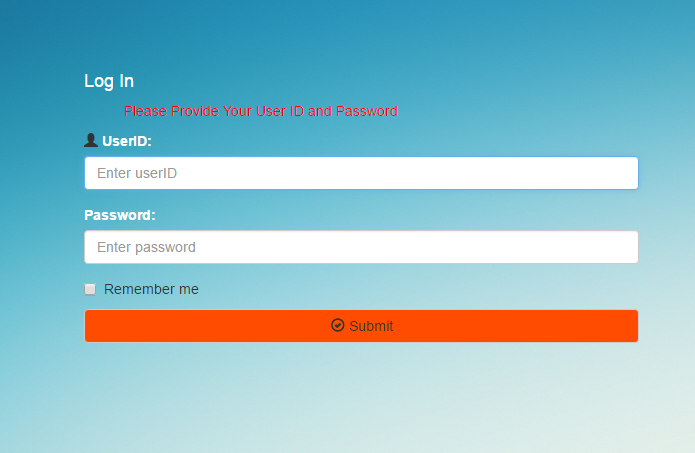 Log In
Please Provide Your User ID and Password
UserID:
Enter userID
Password:
Enter password
Remember me
Submit